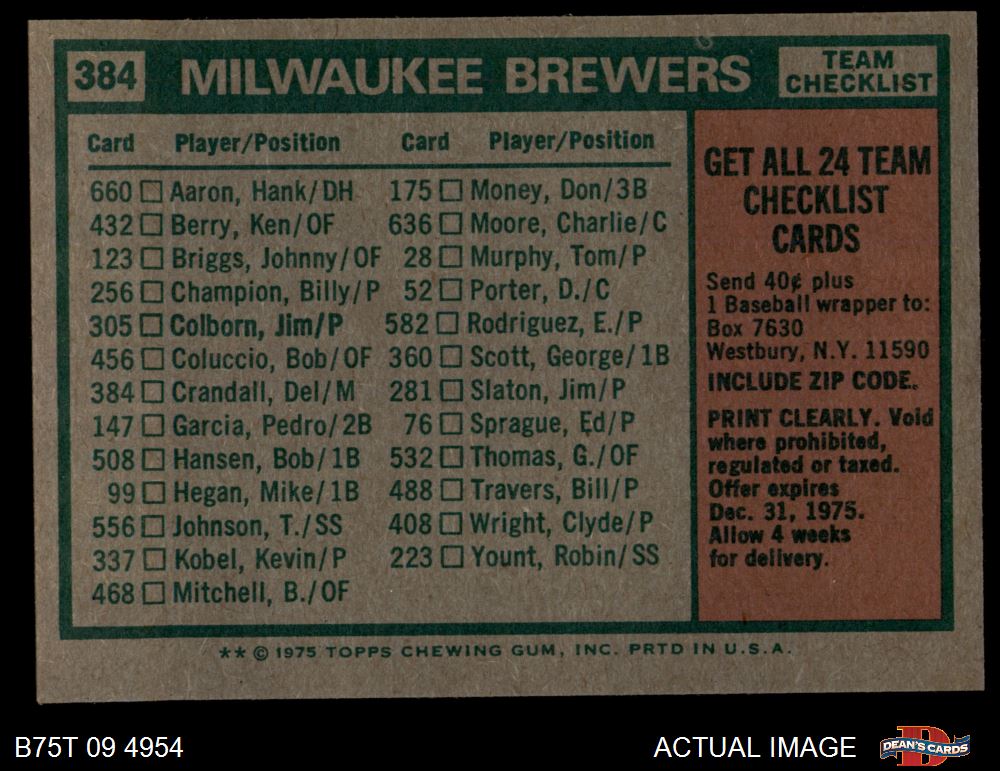 384 MILWAUKEE BREWERS TEAM CHECKLIST
Card Player/Position Card Player/Position
660 Aaron, Hank/DH 175 Money, Don/3B
432 Berry, Ken/OF 636 Moore, Charlie/C
123 Briggs, Johnny/OF 28 Murphy, Tom/P
256 Champion, Billy/P 52 Porter, D./C
305 Colborn, Jim/P 582 Rodriguez, E./P
456 Coluccio, Bob/OF 360 Scott, George/1B
384 Crandall, Del/M 281 Slaton, Jim/P
147 Garcia, Pedro/2B 76 Sprague, Ed/P
508 Hansen, Bob/1B 532 Thomas, G./OF
99 Hegan, Mike/1B 488 Travers, Bill/P
556 Johnson, T./SS 408 Wright, Clyde/P
337 Kobel, Kevin/P 223 Yount, Robin/SS
468 Mitchell, B./OF
GET ALL 24 TEAM
CHECKLIST
CARDS
Send 40¢ plus
1 Baseball wrapper to:
Box 7630
Westbury, N.Y. 11590
INCLUDE ZIP CODE.
PRINT CLEARLY. Void
where prohibited,
regulated or taxed.
Offer expires
Dec. 31, 1975.
Allow 4 weeks
for delivery.
** © 1975 TOPPS CHEWING GUM, INC. PRTD IN U.S.A.
B75T 09 4954 ACTUAL IMAGE DEAN'S CARDS